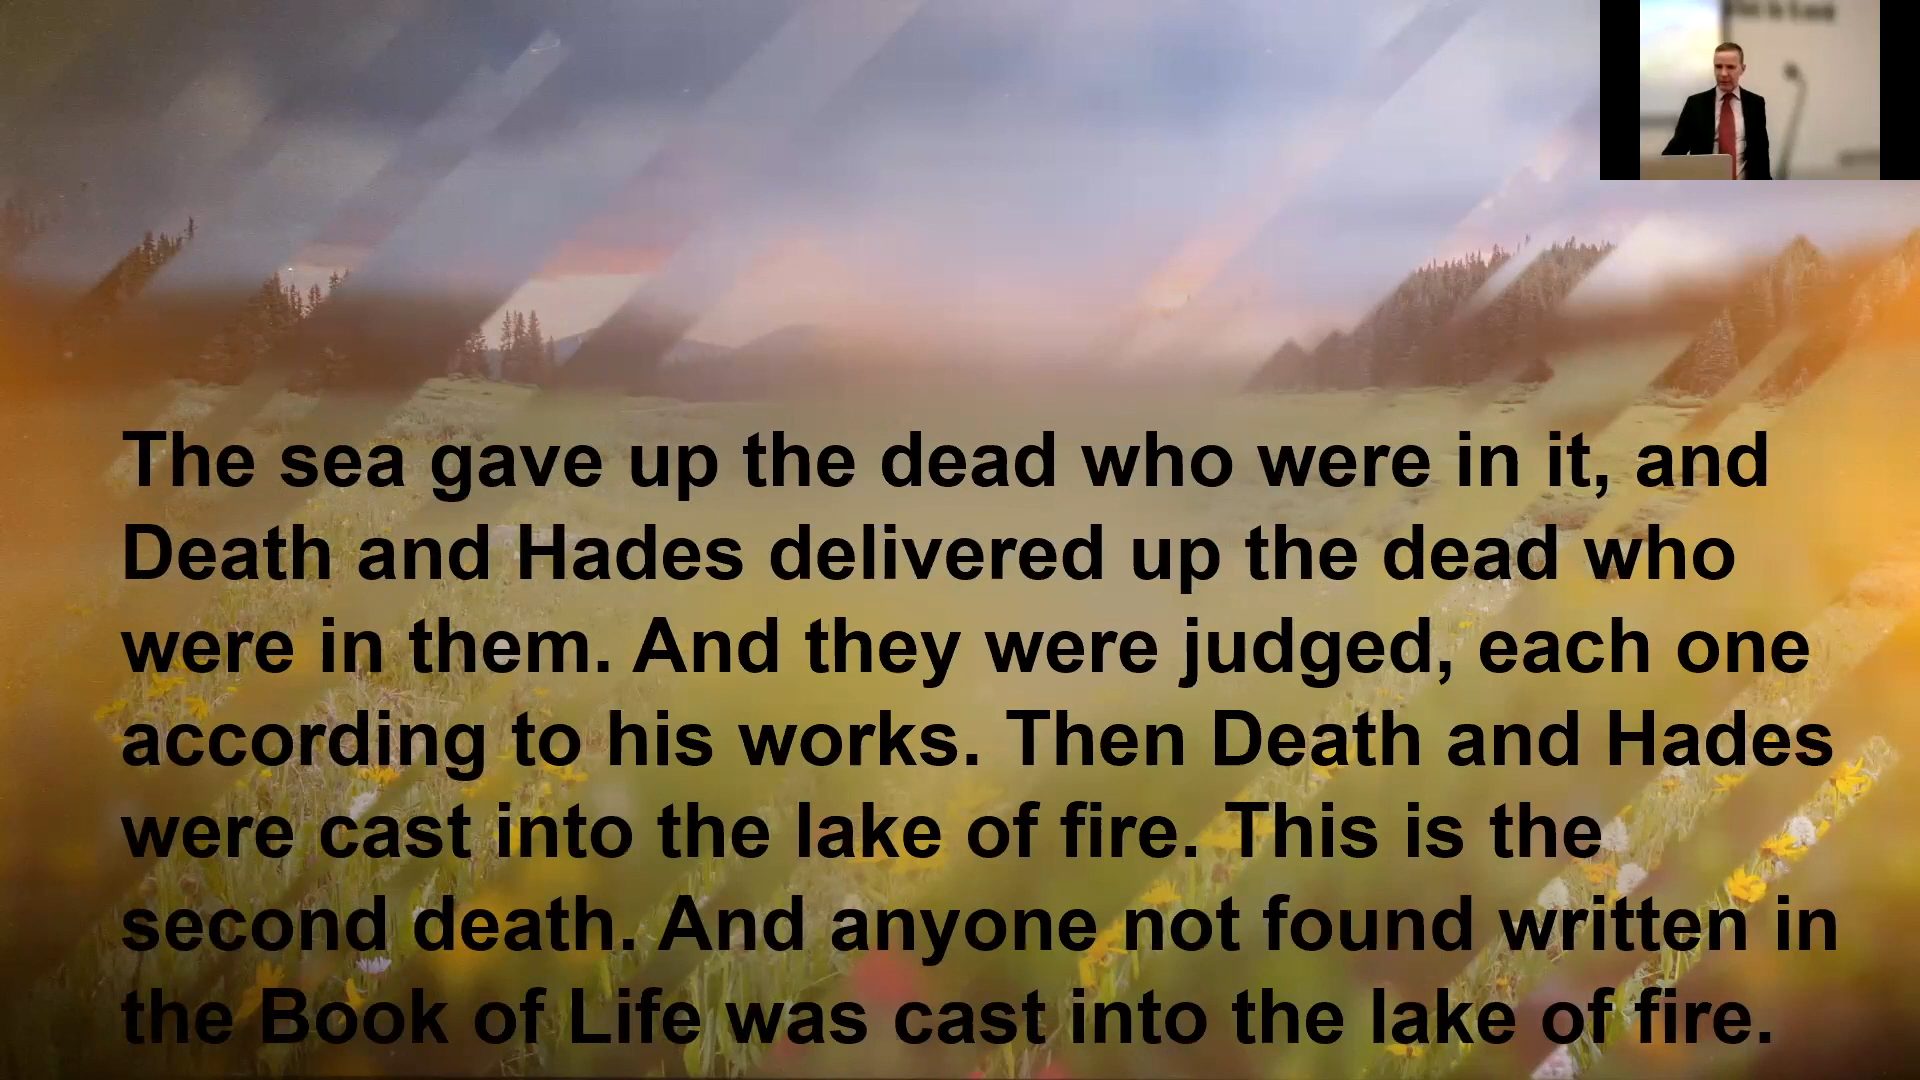 The sea gave up the dead who were in it, and
Death and Hades delivered up the dead who
were in them. And they were judged, each one
according to his works. Then Death and Hades
were cast into the lake of fire. This is the
second death. And anyone not found written in
the Book of Life was cast into the lake of fire.